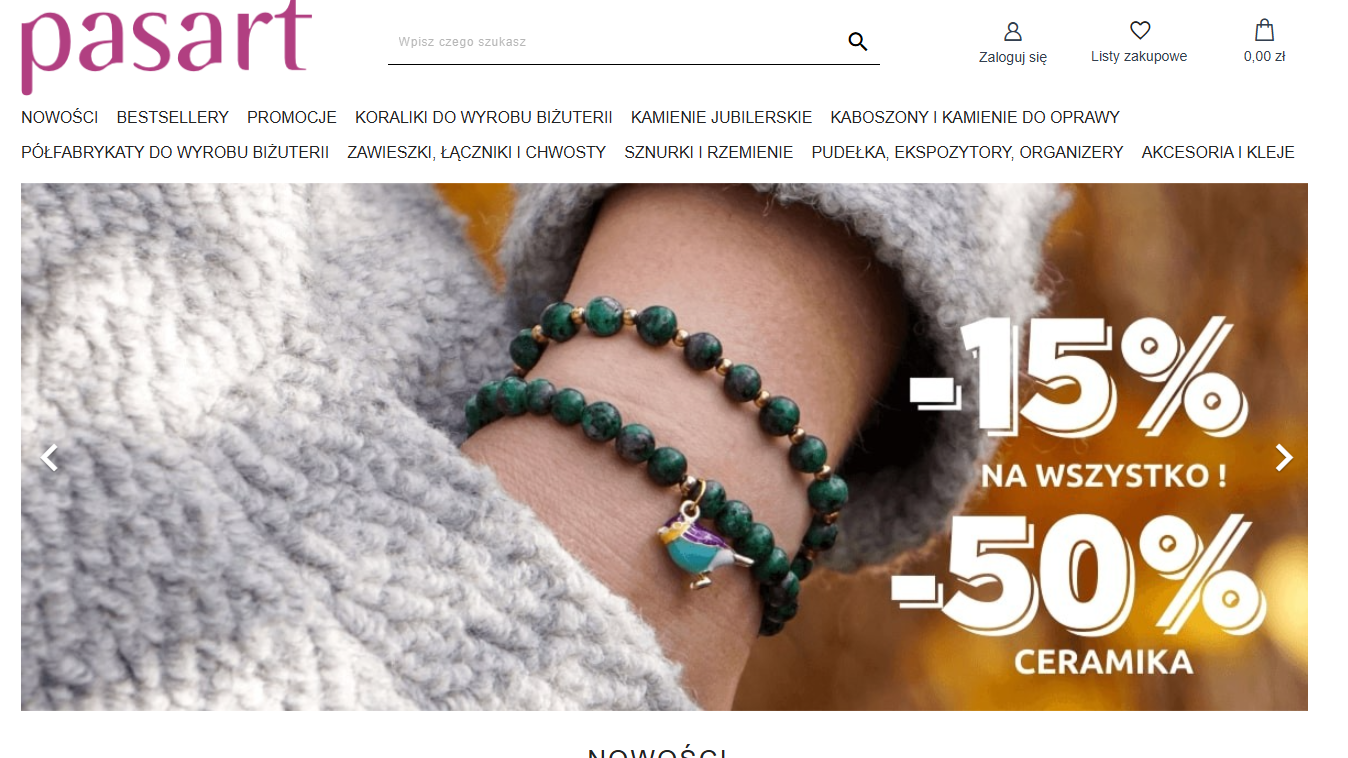 pasart
Wpisz czego szukasz
Zaloguj się
Listy zakupowe
0,00 zł
NOWOŚCI BESTSELLERY PROMOCJE KORALIKI DO WYROBU BIŻUTERII KAMIENIE JUBILERSKIE KABOSZONY I KAMIENIE DO OPRAWY
PÓŁFABRYKATY DO WYROBU BIŻUTERII ZAWIESZKI, ŁĄCZNIKI I CHWOSTY SZNURKI I RZEMIENIE PUDEŁKA, EKSPOZYTORY, ORGANIZERY AKCESORIA I KLEJE
-15%
NA WSZYSTKO !
-50%
CERAMIKA
NOWOŚCI